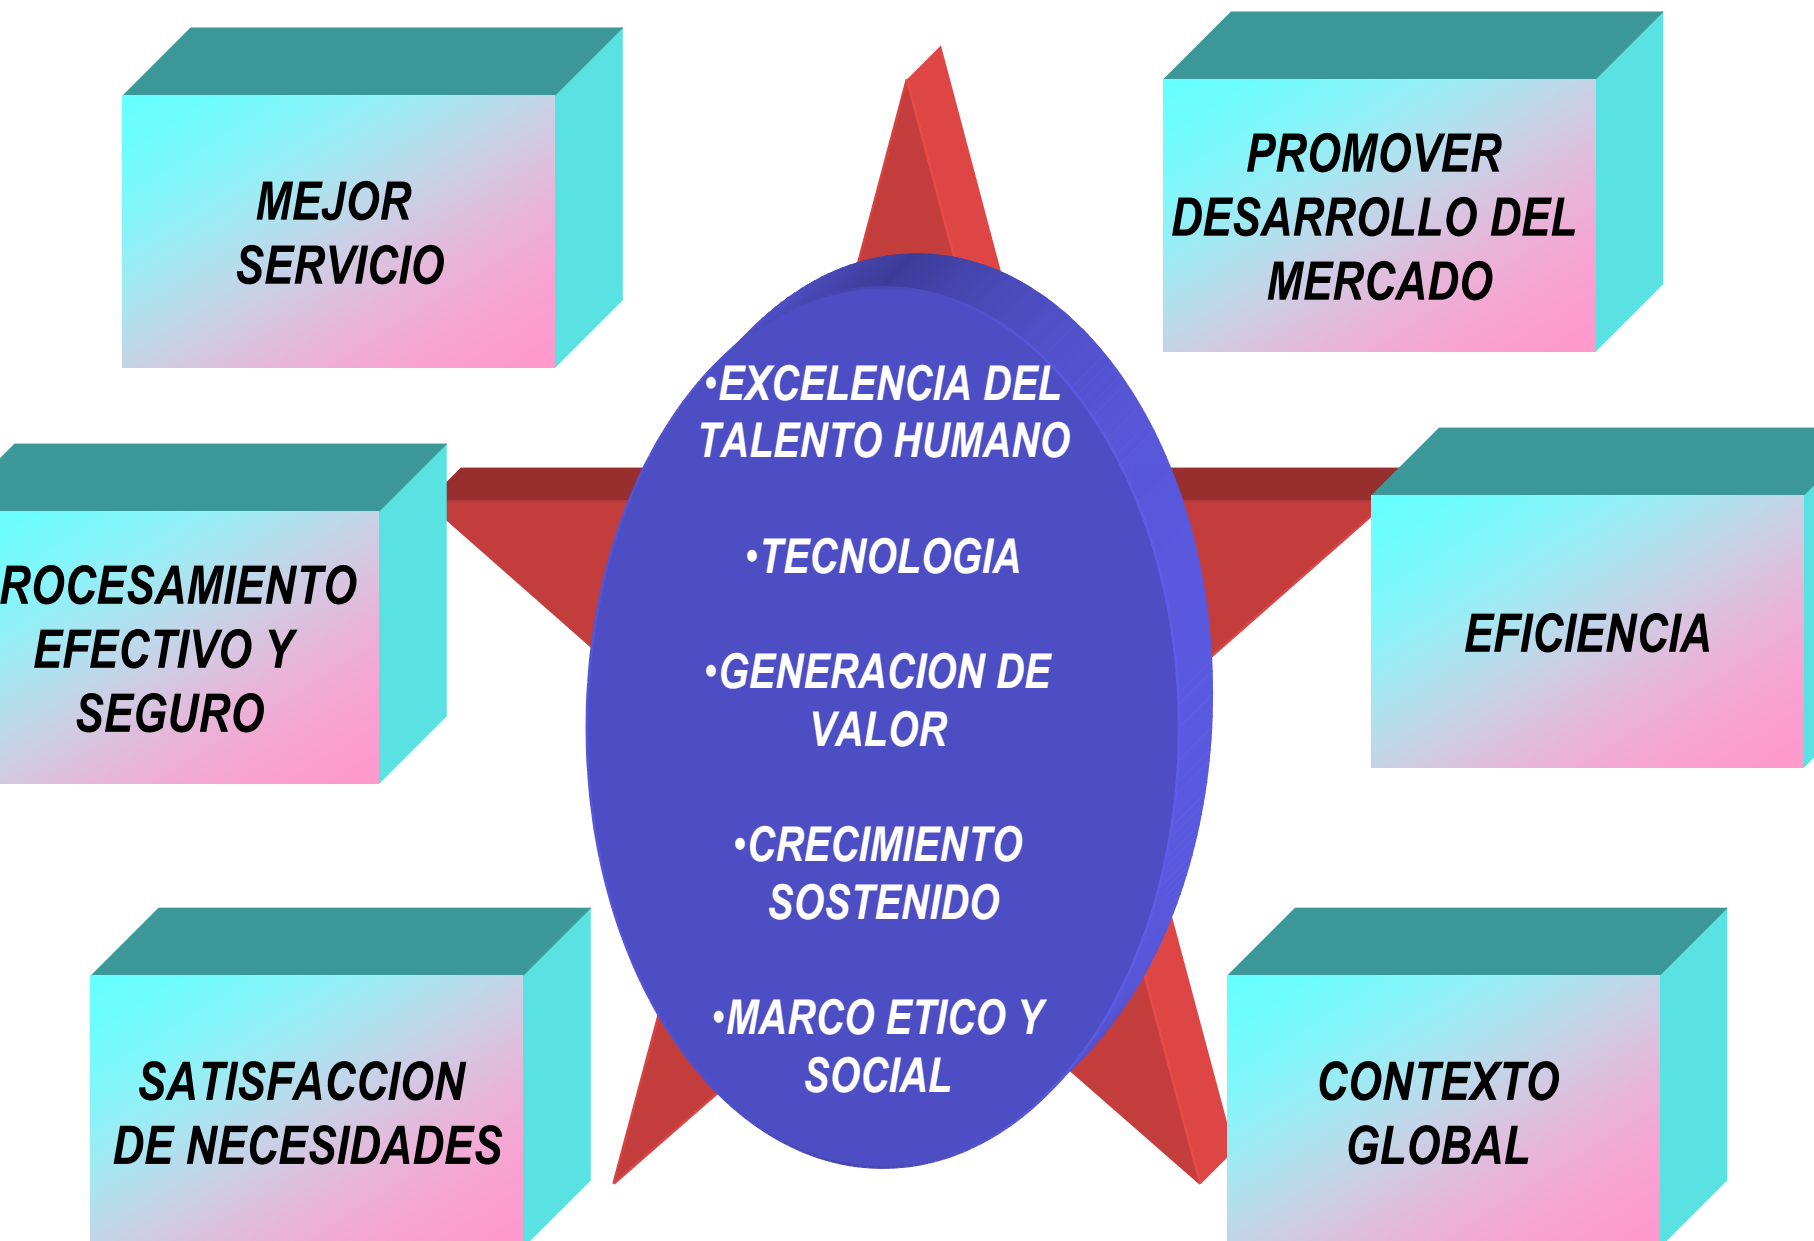 MEJOR
SERVICIO
PROMOVER
DESARROLLO DEL
MERCADO
•EXCELENCIA DEL
TALENTO HUMANO
•TECNOLOGIA
•GENERACION DE
VALOR
•CRECIMIENTO
SOSTENIDO
•MARCO ETICO Y
SOCIAL
ROCESAMIENTO
EFECTIVO Y
SEGURO
EFICIENCIA
SATISFACCION
DE NECESIDADES
CONTEXTO
GLOBAL